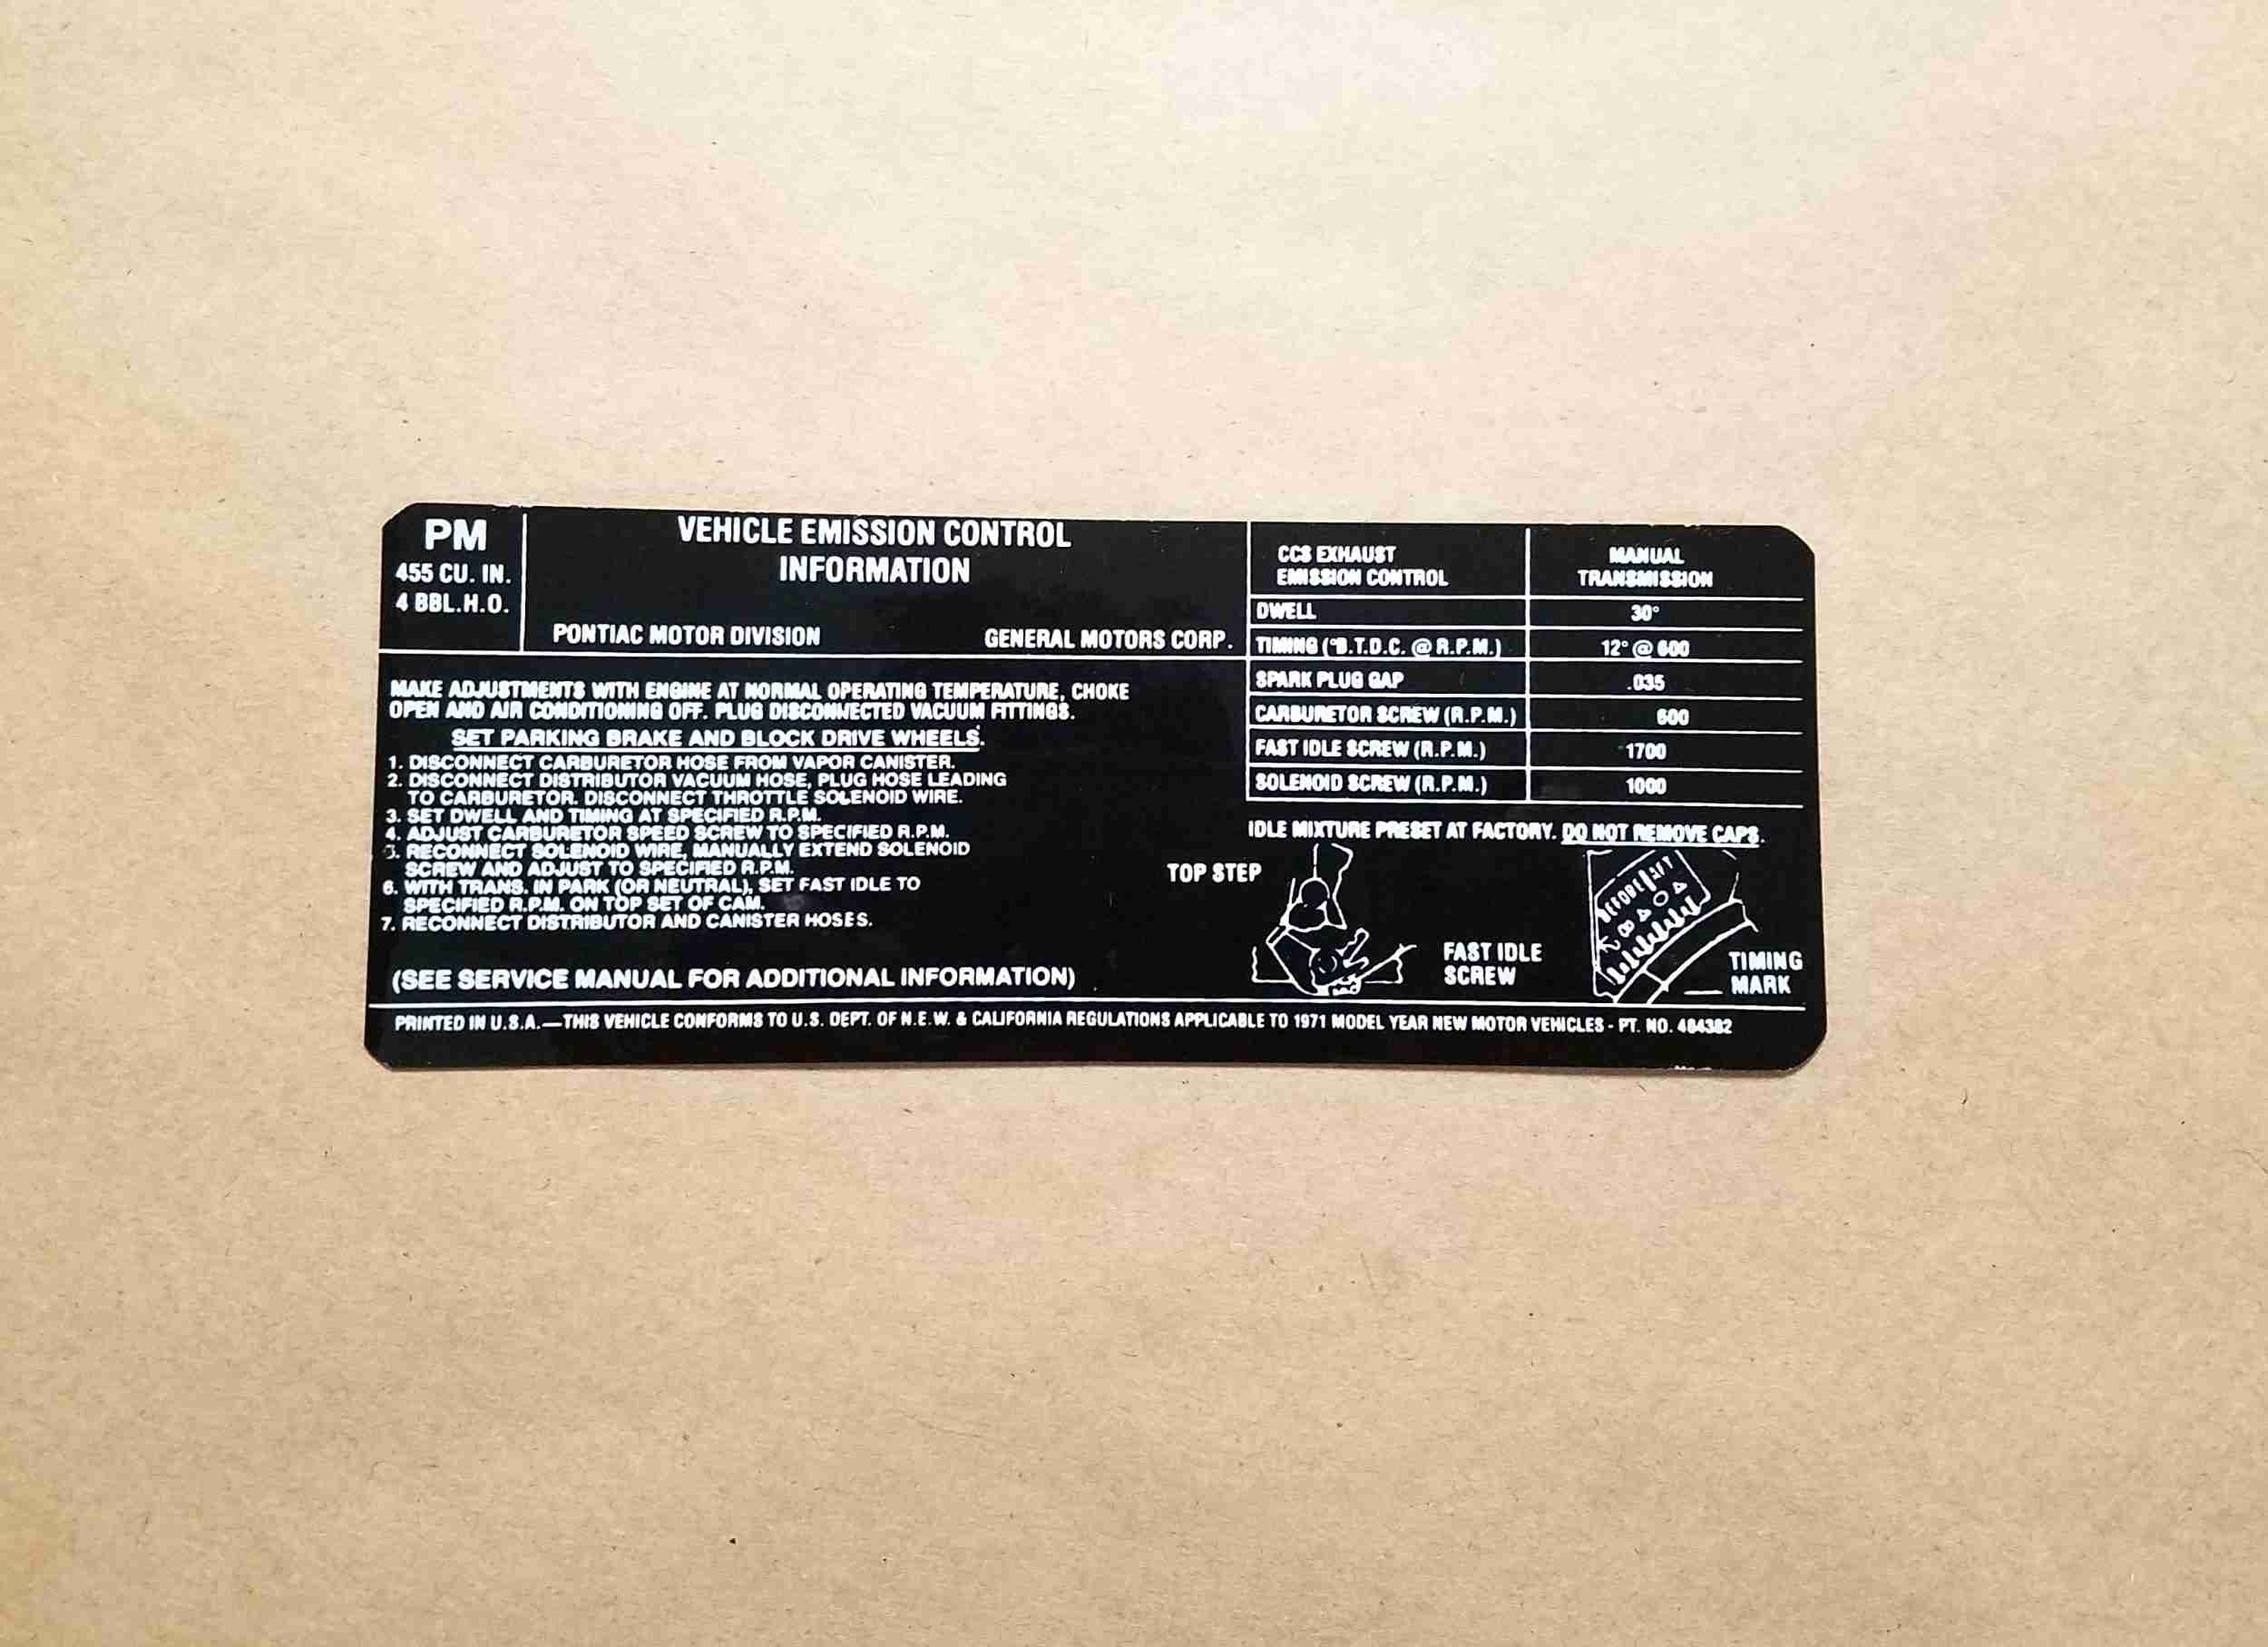 PM
455 CU. IN.
4 BBL.H.O.
VEHICLE EMISSION CONTROL
INFORMATION
PONTIAC MOTOR DIVISION GENERAL MOTORS CORP.
MAKE ADJUSTMENTS WITH ENGINE AT NORMAL OPERATING TEMPERATURE, CHOKE
OPEN AND AIR CONDITIONING OFF. PLUG DISCONNECTED VACUUM FITTINGS.
SET PARKING BRAKE AND BLOCK DRIVE WHEELS.
1. DISCONNECT CARBURETOR HOSE FROM VAPOR CANISTER.
2. DISCONNECT DISTRIBUTOR VACUUM HOSE, PLUG HOSE LEADING
TO CARBURETOR. DISCONNECT THROTTLE SOLENOID WIRE.
3. SET DWELL AND TIMING AT SPECIFIED R.P.M.
4. ADJUST CARBURETOR SPEED SCREW TO SPECIFIED R.P.M.
5. RECONNECT SOLENOID WIRE, MANUALLY EXTEND SOLENOID
SCREW AND ADJUST TO SPECIFIED R.P.M.
6. WITH TRANS. IN PARK (OR NEUTRAL), SET FAST IDLE TO
SPECIFIED R.P.M. ON TOP SET OF CAM.
7. RECONNECT DISTRIBUTOR AND CANISTER HOSES.
(SEE SERVICE MANUAL FOR ADDITIONAL INFORMATION)
CCS EXHAUST
EMISSION CONTROL
MANUAL
TRANSMISSION
DWELL 30°
TIMING (°B.T.D.C. @ R.P.M.) 12° @ 600
SPARK PLUG GAP .035
CARBURETOR SCREW (R.P.M.) 600
FAST IDLE SCREW (R.P.M.) 1700
SOLENOID SCREW (R.P.M.) 1000
IDLE MIXTURE PRESET AT FACTORY. DO NOT REMOVE CAPS.
TOP STEP
FAST IDLE
SCREW
BEFORE AFT
8 4 0 4
TIMING
MARK
PRINTED IN U.S.A.—THIS VEHICLE CONFORMS TO U.S. DEPT. OF N.E.W. & CALIFORNIA REGULATIONS APPLICABLE TO 1971 MODEL YEAR NEW MOTOR VEHICLES - PT. NO. 484382